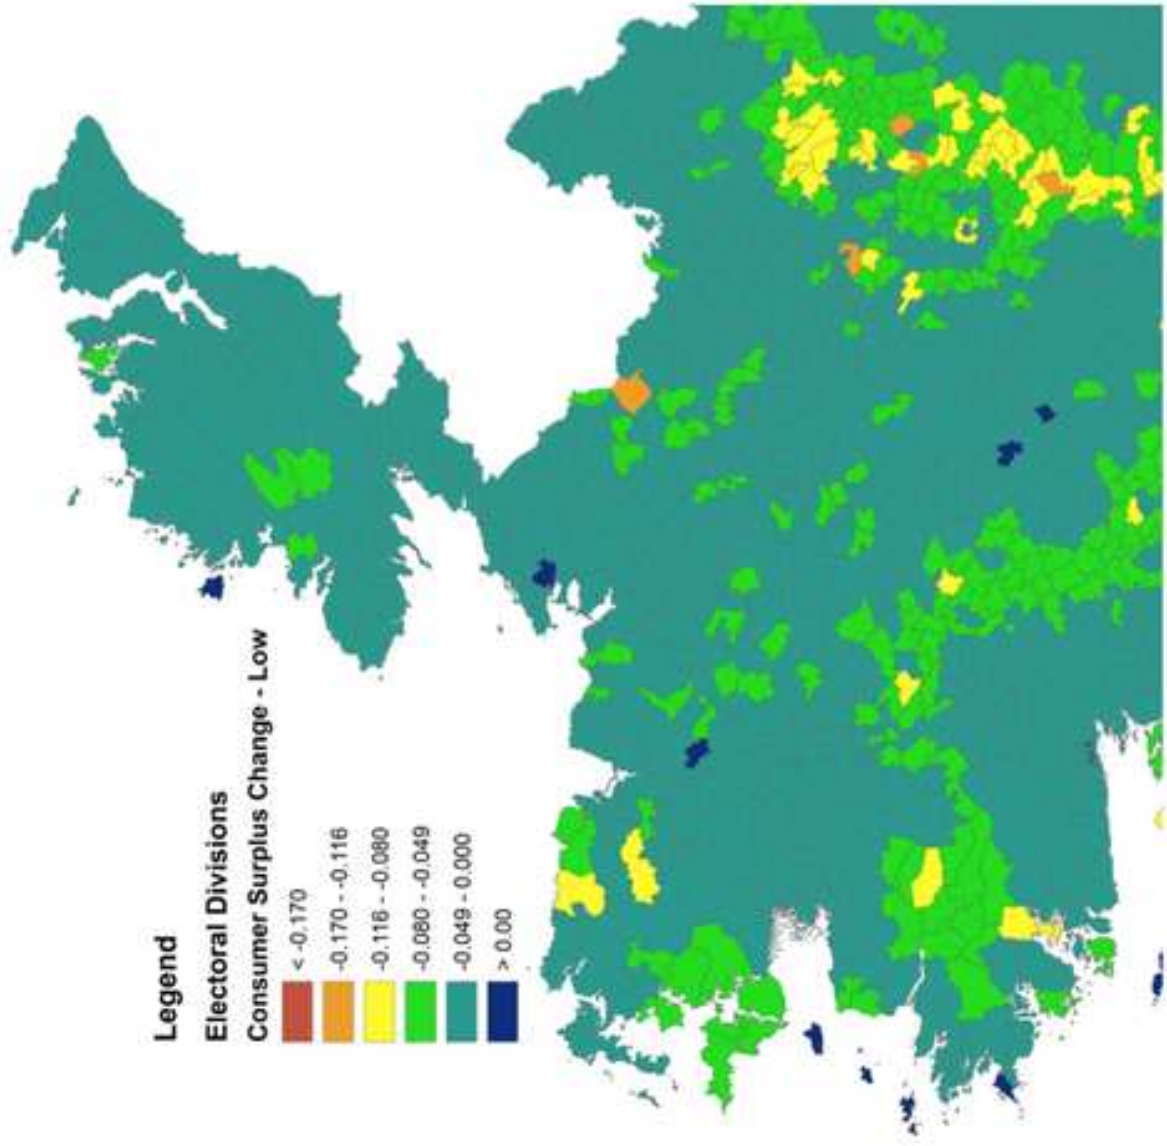 Legend
Electoral Divisions
Consumer Surplus Change - Low
< -0.170
-0.170 - -0.116
-0.116 - -0.080
-0.080 - -0.049
-0.049 - 0.000
> 0.00